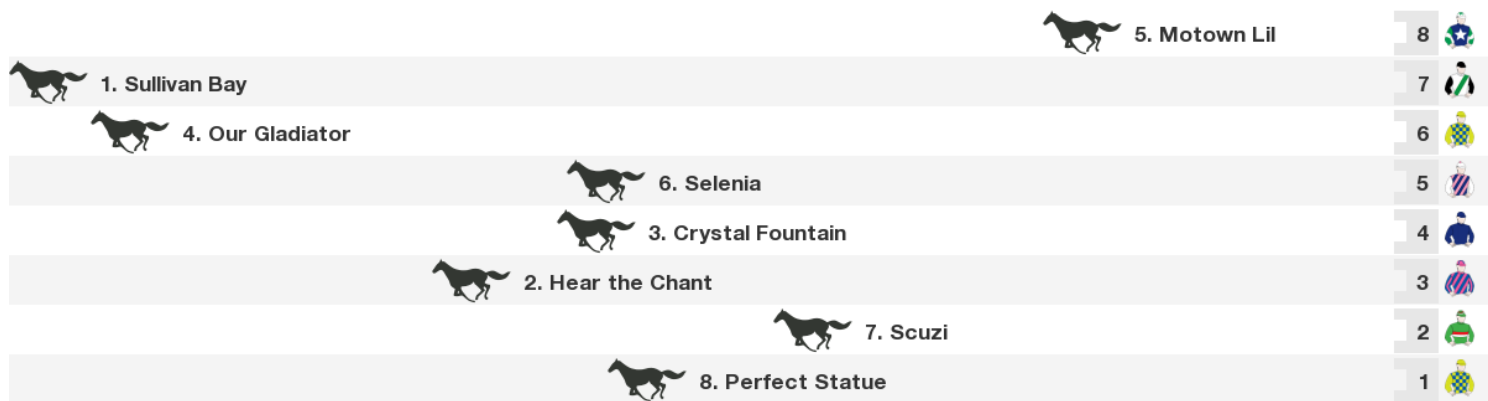 5. Motown Lil 8
1. Sullivan Bay 7
4. Our Gladiator 6
6. Selenia 5
3. Crystal Fountain 4
2. Hear the Chant 3
7. Scuzi 2
8. Perfect Statue 1